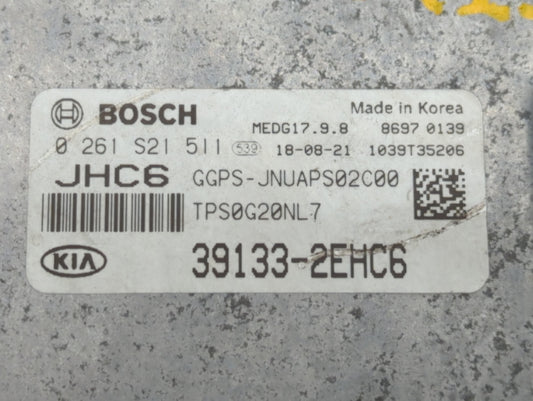 BOSCH Made in Korea
MEDG17.9.8 8697 0139
0 261 S21 511 539 18-08-21 1039T35206
JHC6 GGPS-JNUAPS02C00
TPS0G20NL7
KIA 39133-2EHC6